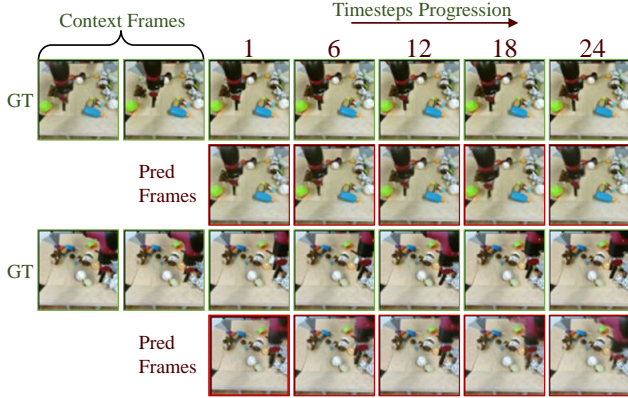 Timesteps Progression
Context Frames
1 6 12 18 24
GT
Pred
Frames
GT
Pred
Frames